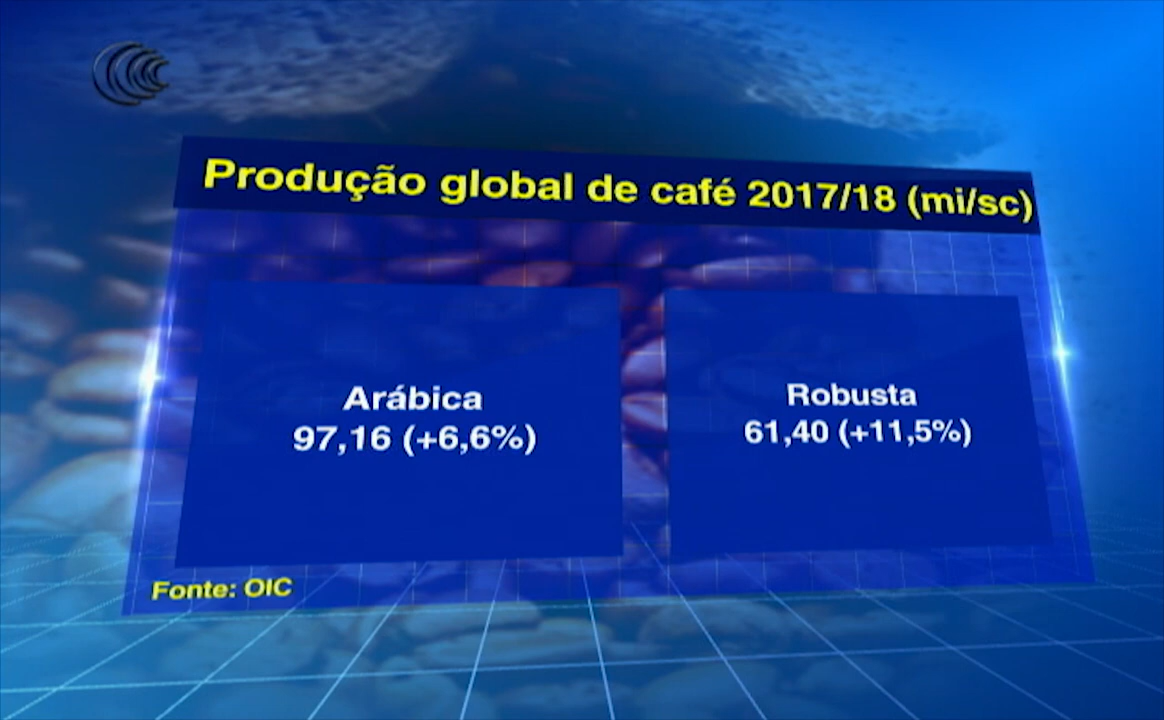 Produção global de café 2017/18 (mi/sc)
Arábica
97,16 (+6,6%)
Robusta
61,40 (+11,5%)
Fonte: OIC